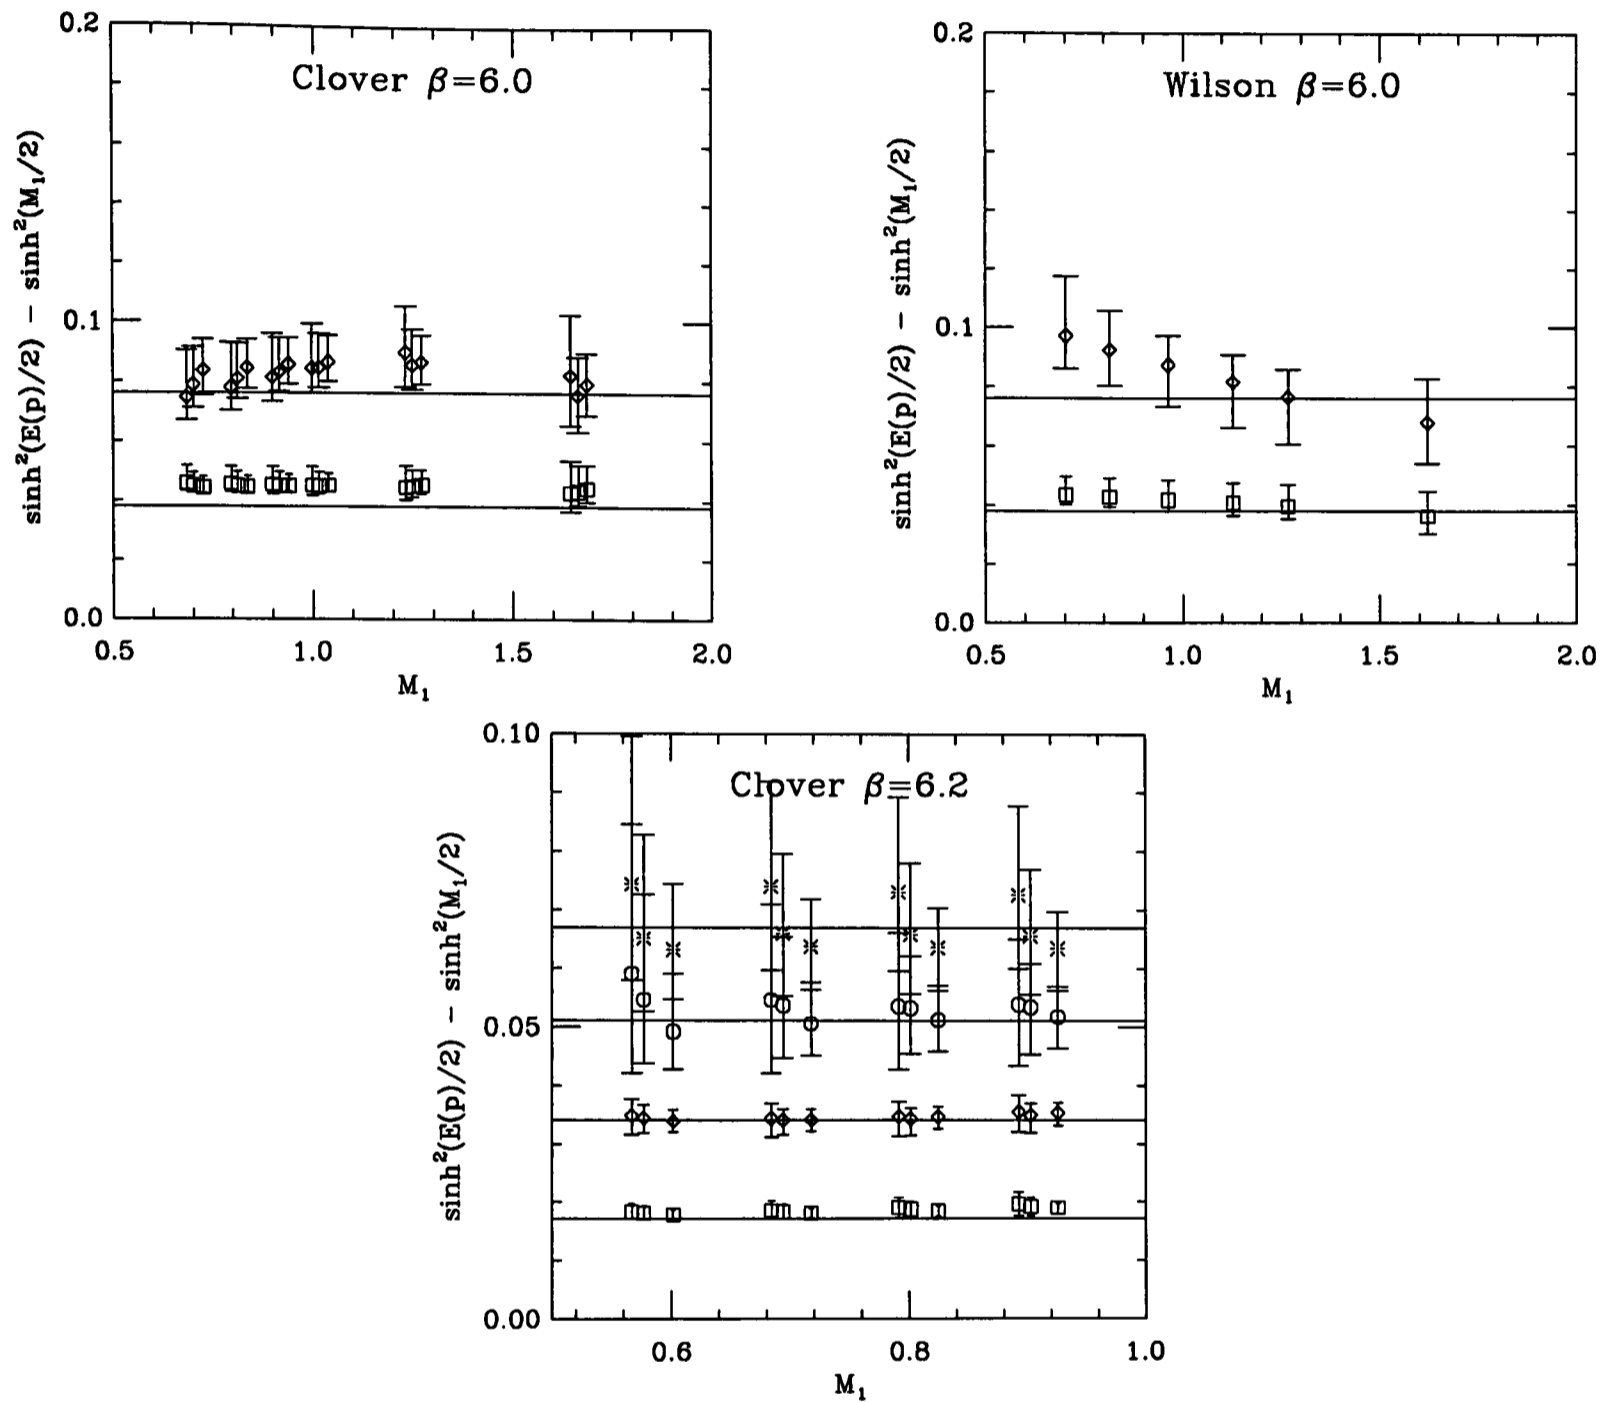 0.2
Clover β=6.0
sinh²(E(p)/2) − sinh²(M₁/2)
0.1
0.0
0.5 1.0 1.5 2.0
M₁
0.2
Wilson β=6.0
sinh²(E(p)/2) − sinh²(M₁/2)
0.1
0.0
0.5 1.0 1.5 2.0
M₁
0.10
Clover β=6.2
sinh²(E(p)/2) − sinh²(M₁/2)
0.05
0.00
0.6 0.8 1.0
M₁